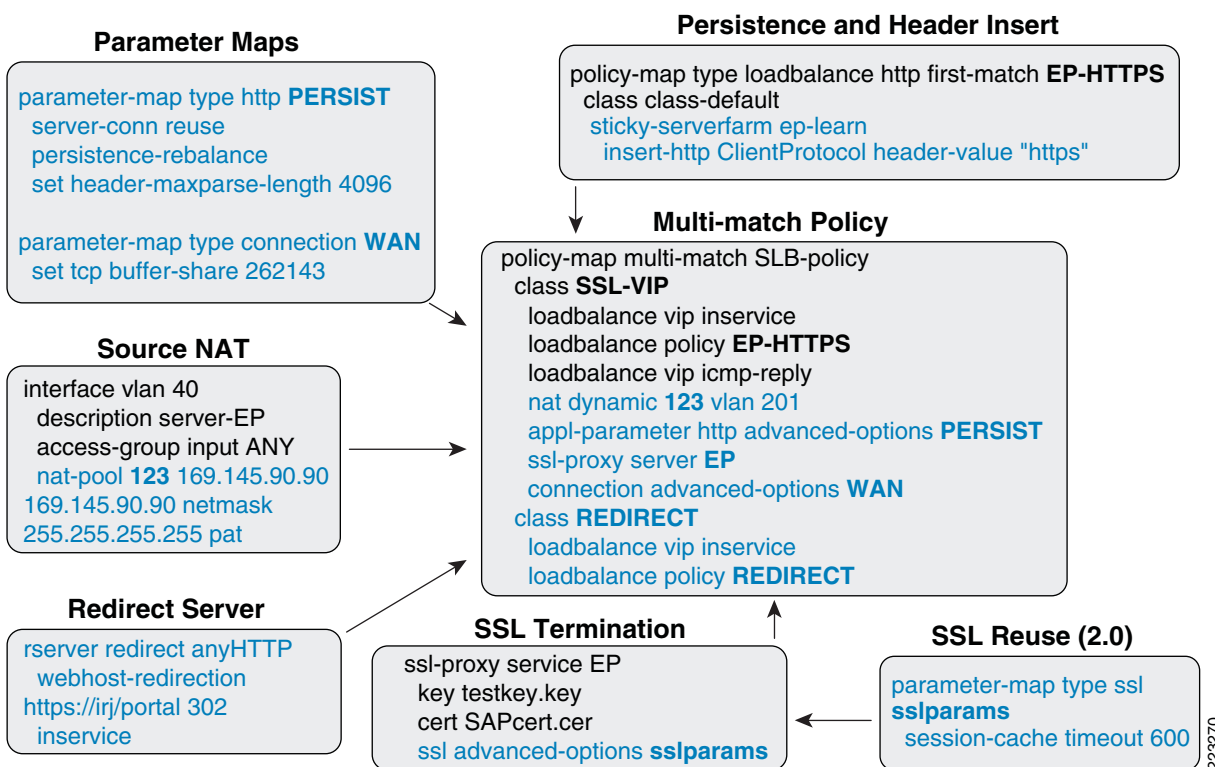 Parameter Maps
parameter-map type http PERSIST
server-conn reuse
persistence-rebalance
set header-maxparse-length 4096
parameter-map type connection WAN
set tcp buffer-share 262143
Persistence and Header Insert
policy-map type loadbalance http first-match EP-HTTPS
class class-default
sticky-serverfarm ep-learn
insert-http ClientProtocol header-value "https"
Source NAT
interface vlan 40
description server-EP
access-group input ANY
nat-pool 123 169.145.90.90
169.145.90.90 netmask
255.255.255.255 pat
Multi-match Policy
policy-map multi-match SLB-policy
class SSL-VIP
loadbalance vip inservice
loadbalance policy EP-HTTPS
loadbalance vip icmp-reply
nat dynamic 123 vlan 201
appl-parameter http advanced-options PERSIST
ssl-proxy server EP
connection advanced-options WAN
class REDIRECT
loadbalance vip inservice
loadbalance policy REDIRECT
Redirect Server
rserver redirect anyHTTP
webhost-redirection
https://irj/portal 302
inservice
SSL Termination
ssl-proxy service EP
key testkey.key
cert SAPcert.cer
ssl advanced-options sslparams
SSL Reuse (2.0)
parameter-map type ssl
sslparams
session-cache timeout 600
223270